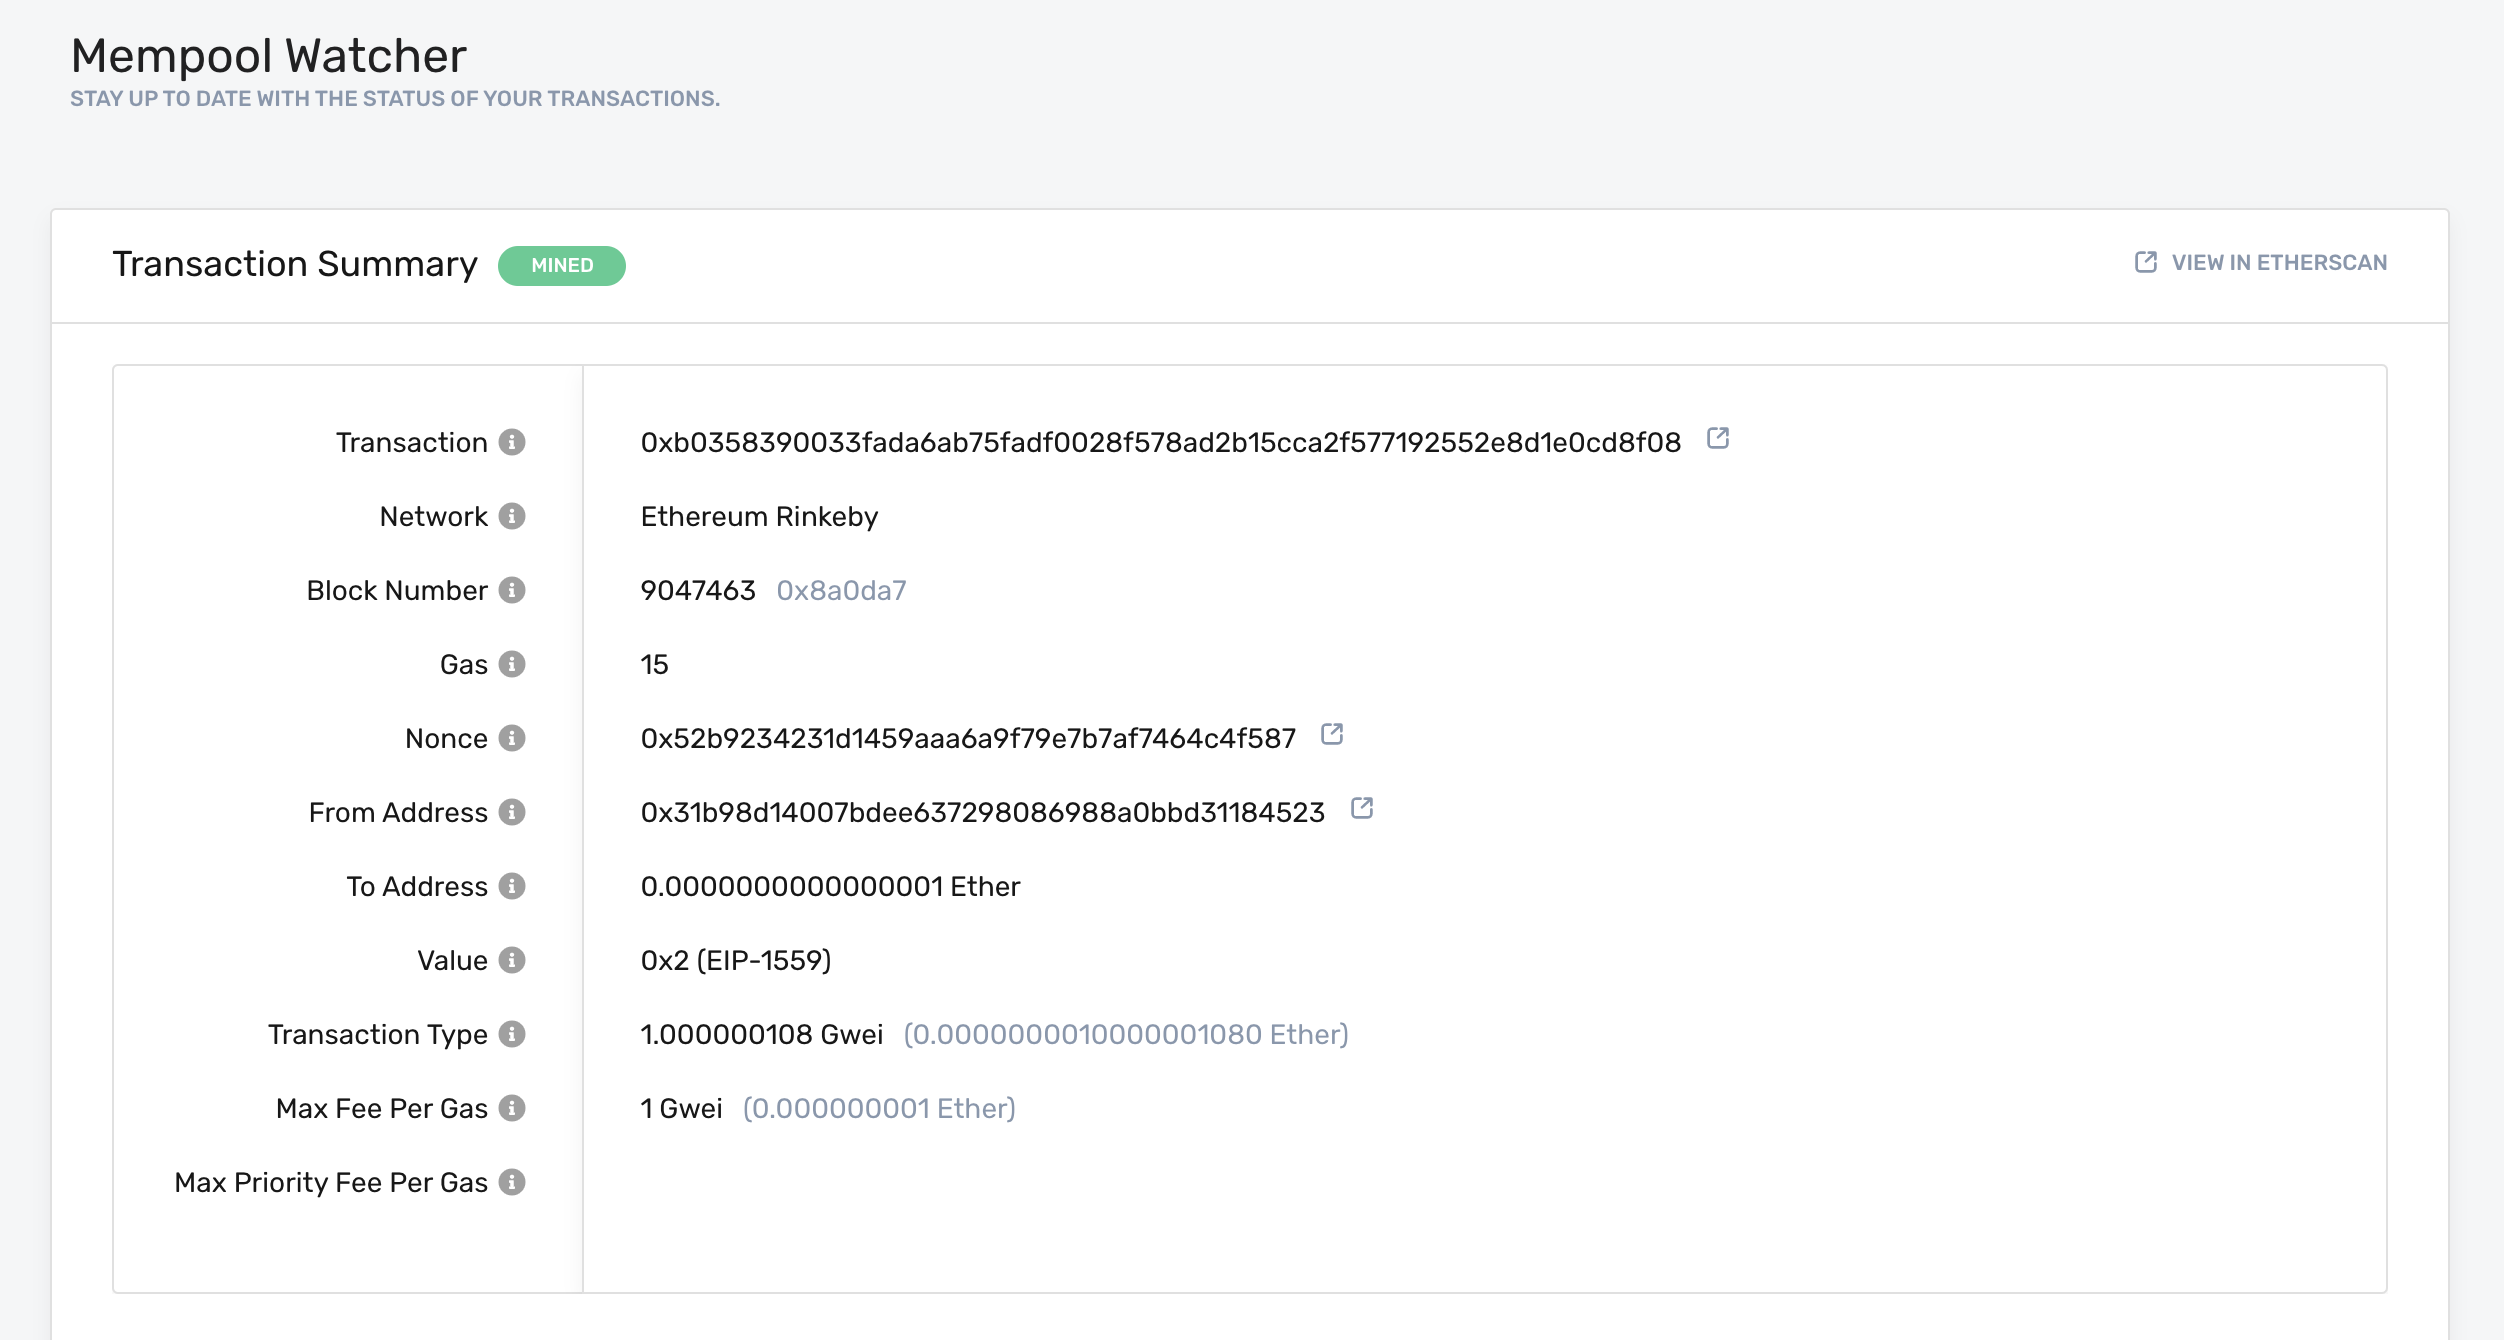 Mempool Watcher
STAY UP TO DATE WITH THE STATUS OF YOUR TRANSACTIONS.
Transaction Summary MINED VIEW IN ETHERSCAN
Transaction 0xb0358390033fada6ab75fadf0028f578ad2b15cca2f577192552e8d1e0cd8f08
Network Ethereum Rinkeby
Block Number 9047463 0x8a0da7
Gas 15
Nonce 0x52b9234231d1459aaa6a9f79e7b7af7464c4f587
From Address 0x31b98d14007bdee637298086988a0bbd31184523
To Address 0.0000000000000001 Ether
Value 0x2 (EIP-1559)
Transaction Type 1.000000108 Gwei (0.0000000010000001080 Ether)
Max Fee Per Gas 1 Gwei (0.000000001 Ether)
Max Priority Fee Per Gas